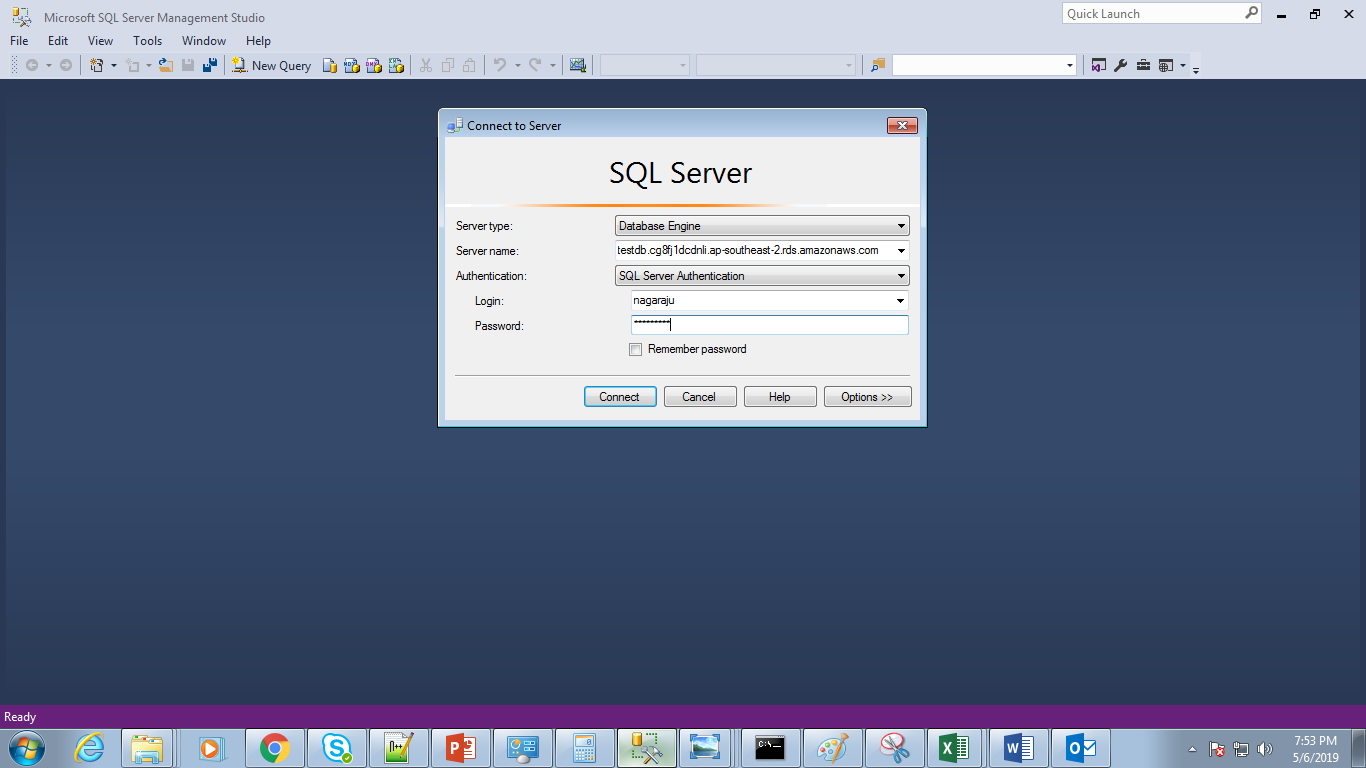 Microsoft SQL Server Management Studio
Quick Launch
File Edit View Tools Window Help
New Query
Connect to Server
SQL Server
Server type: Database Engine
Server name: testdb.cg8fj1dcdnli.ap-southeast-2.rds.amazonaws.com
Authentication: SQL Server Authentication
Login: nagaraju
Password: *********
Remember password
Connect Cancel Help Options >>
Ready
7:53 PM
5/6/2019